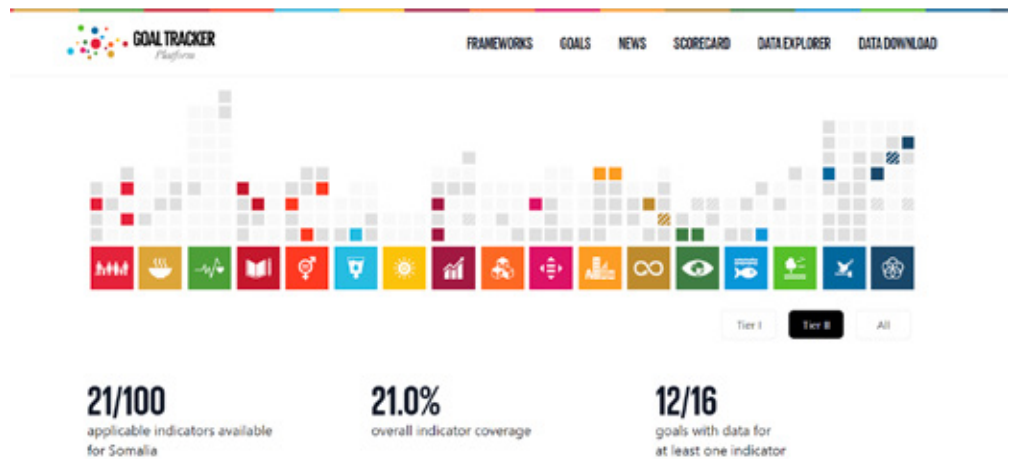 GOAL TRACKER
Platform
FRAMEWORKS GOALS NEWS SCORECARD DATA EXPLORER DATA DOWNLOAD
Tier I Tier II All
21/100
applicable indicators available
for Somalia
21.0%
overall indicator coverage
12/16
goals with data for
at least one indicator